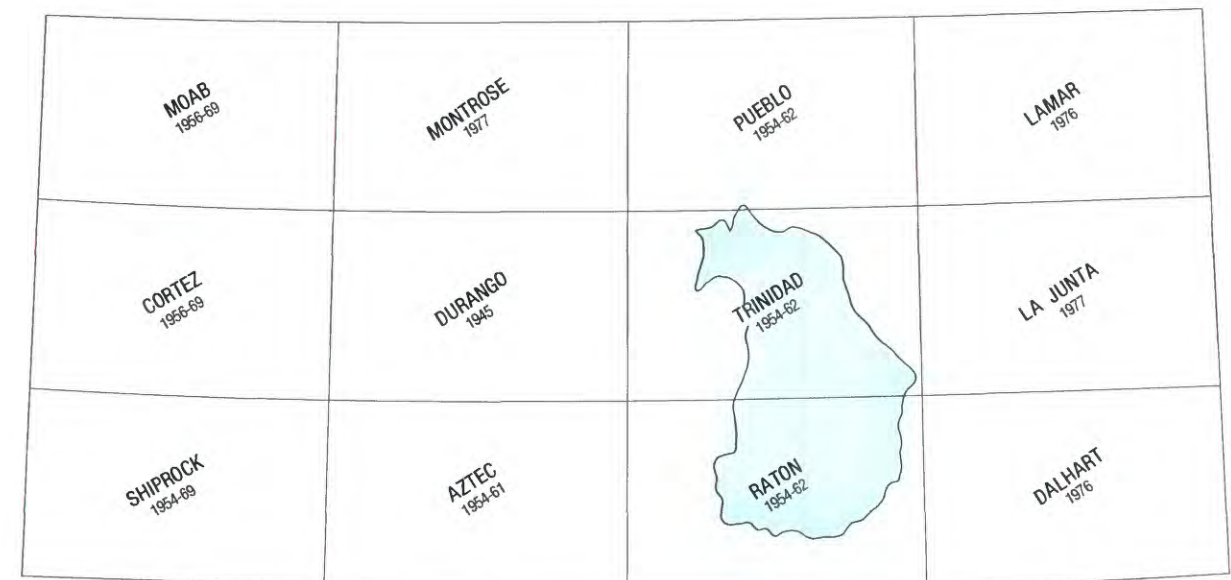 MOAB
1956-69
MONTROSE
1977
PUEBLO
1954-62
LAMAR
1976
CORTEZ
1956-69
DURANGO
1945
TRINIDAD
1954-62
LA JUNTA
1977
SHIPROCK
1954-69
AZTEC
1954-61
RATON
1954-62
DALHART
1976